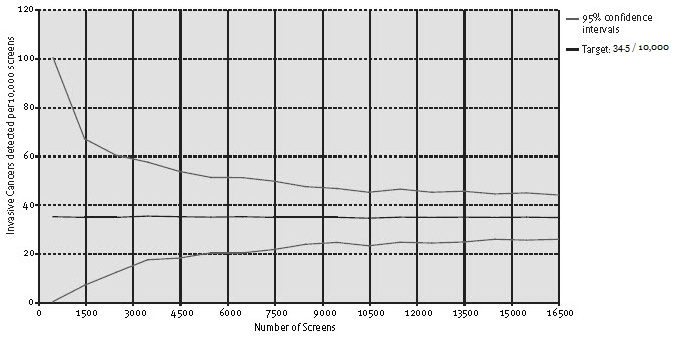 120
100
80
60
40
20
0
Invasive Cancers detected per 10,000 screens
0 1500 3000 4500 6000 7500 9000 10500 12000 13500 15000 16500
Number of Screens
95% confidence
intervals
Target: 34-5 / 10,000